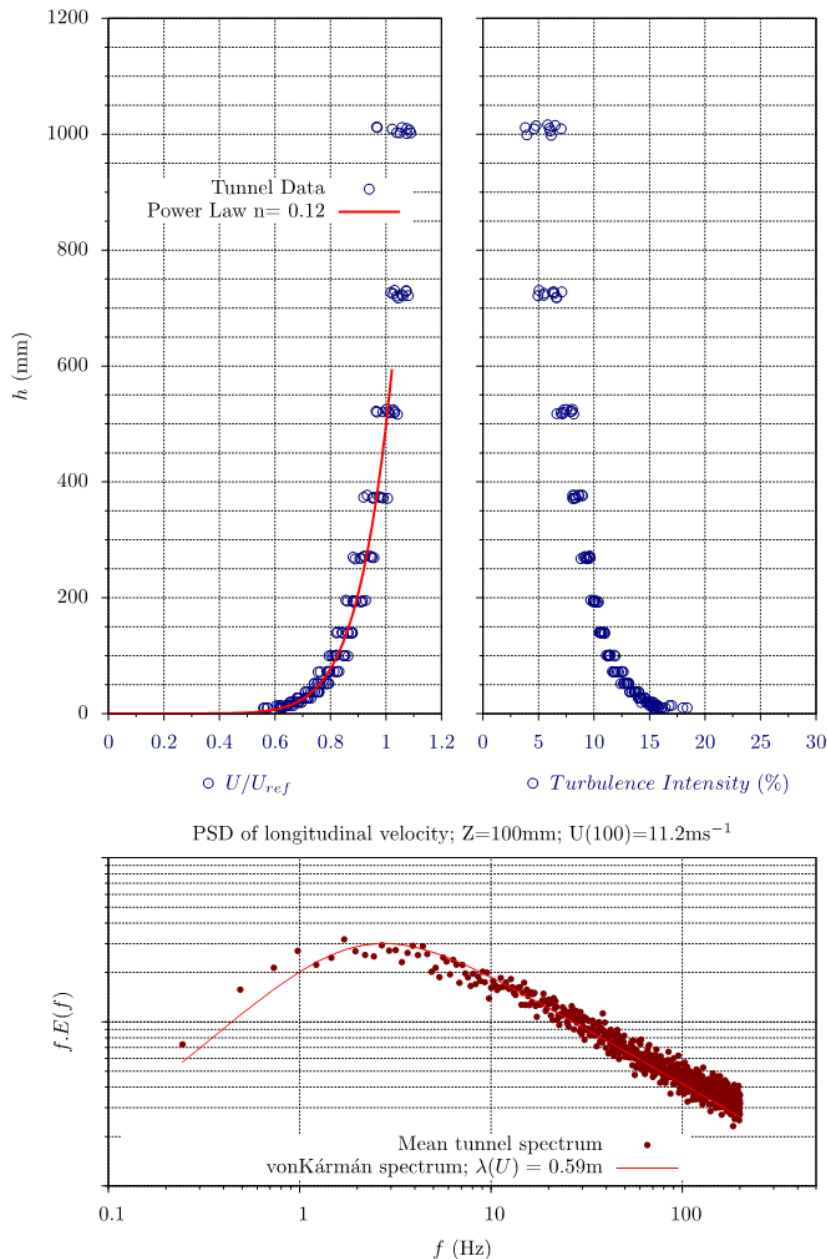 1200
1000
800
600
400
200
0
h (mm)
Tunnel Data
Power Law n= 0.12
0 0.2 0.4 0.6 0.8 1 1.2
U/U_ref
0 5 10 15 20 25 30
Turbulence Intensity (%)
PSD of longitudinal velocity; Z=100mm; U(100)=11.2ms⁻¹
f.E(f)
Mean tunnel spectrum
vonKármán spectrum; λ(U) = 0.59m
0.1 1 10 100
f (Hz)